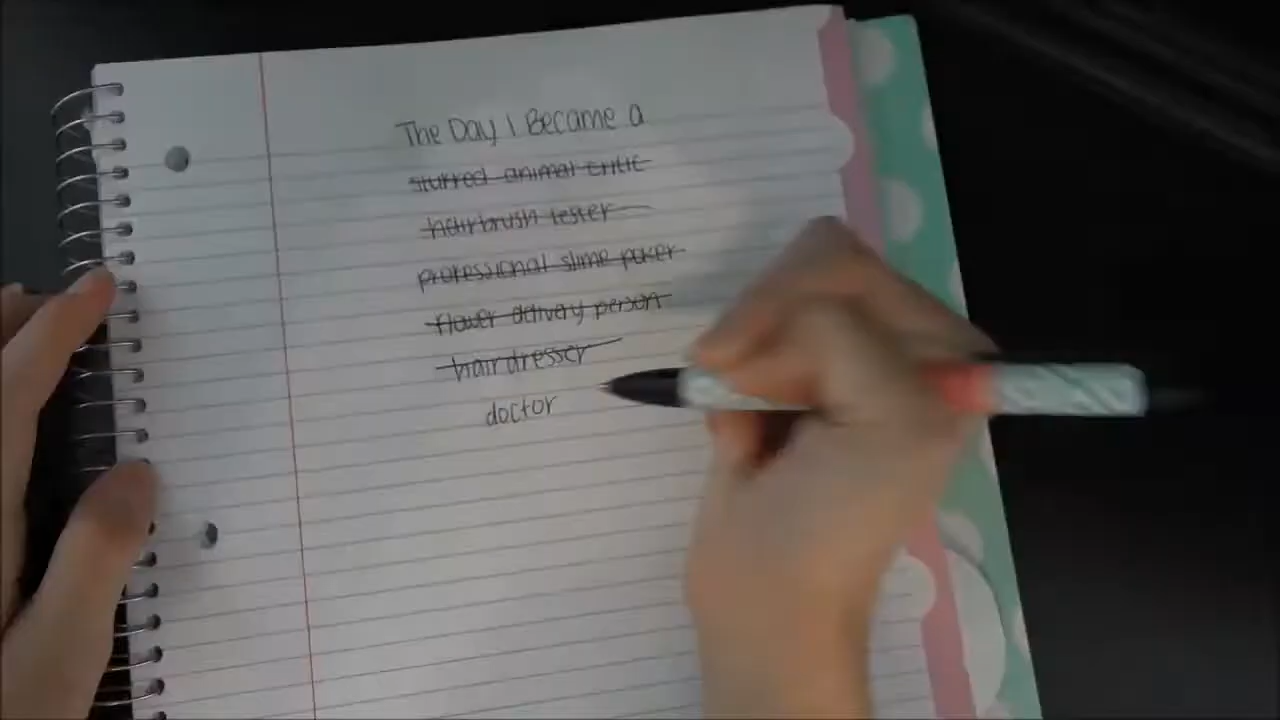 The Day I Became a
stuffed animal critic
hairbrush tester
professional slime poker
flower delivery person
hairdresser
doctor